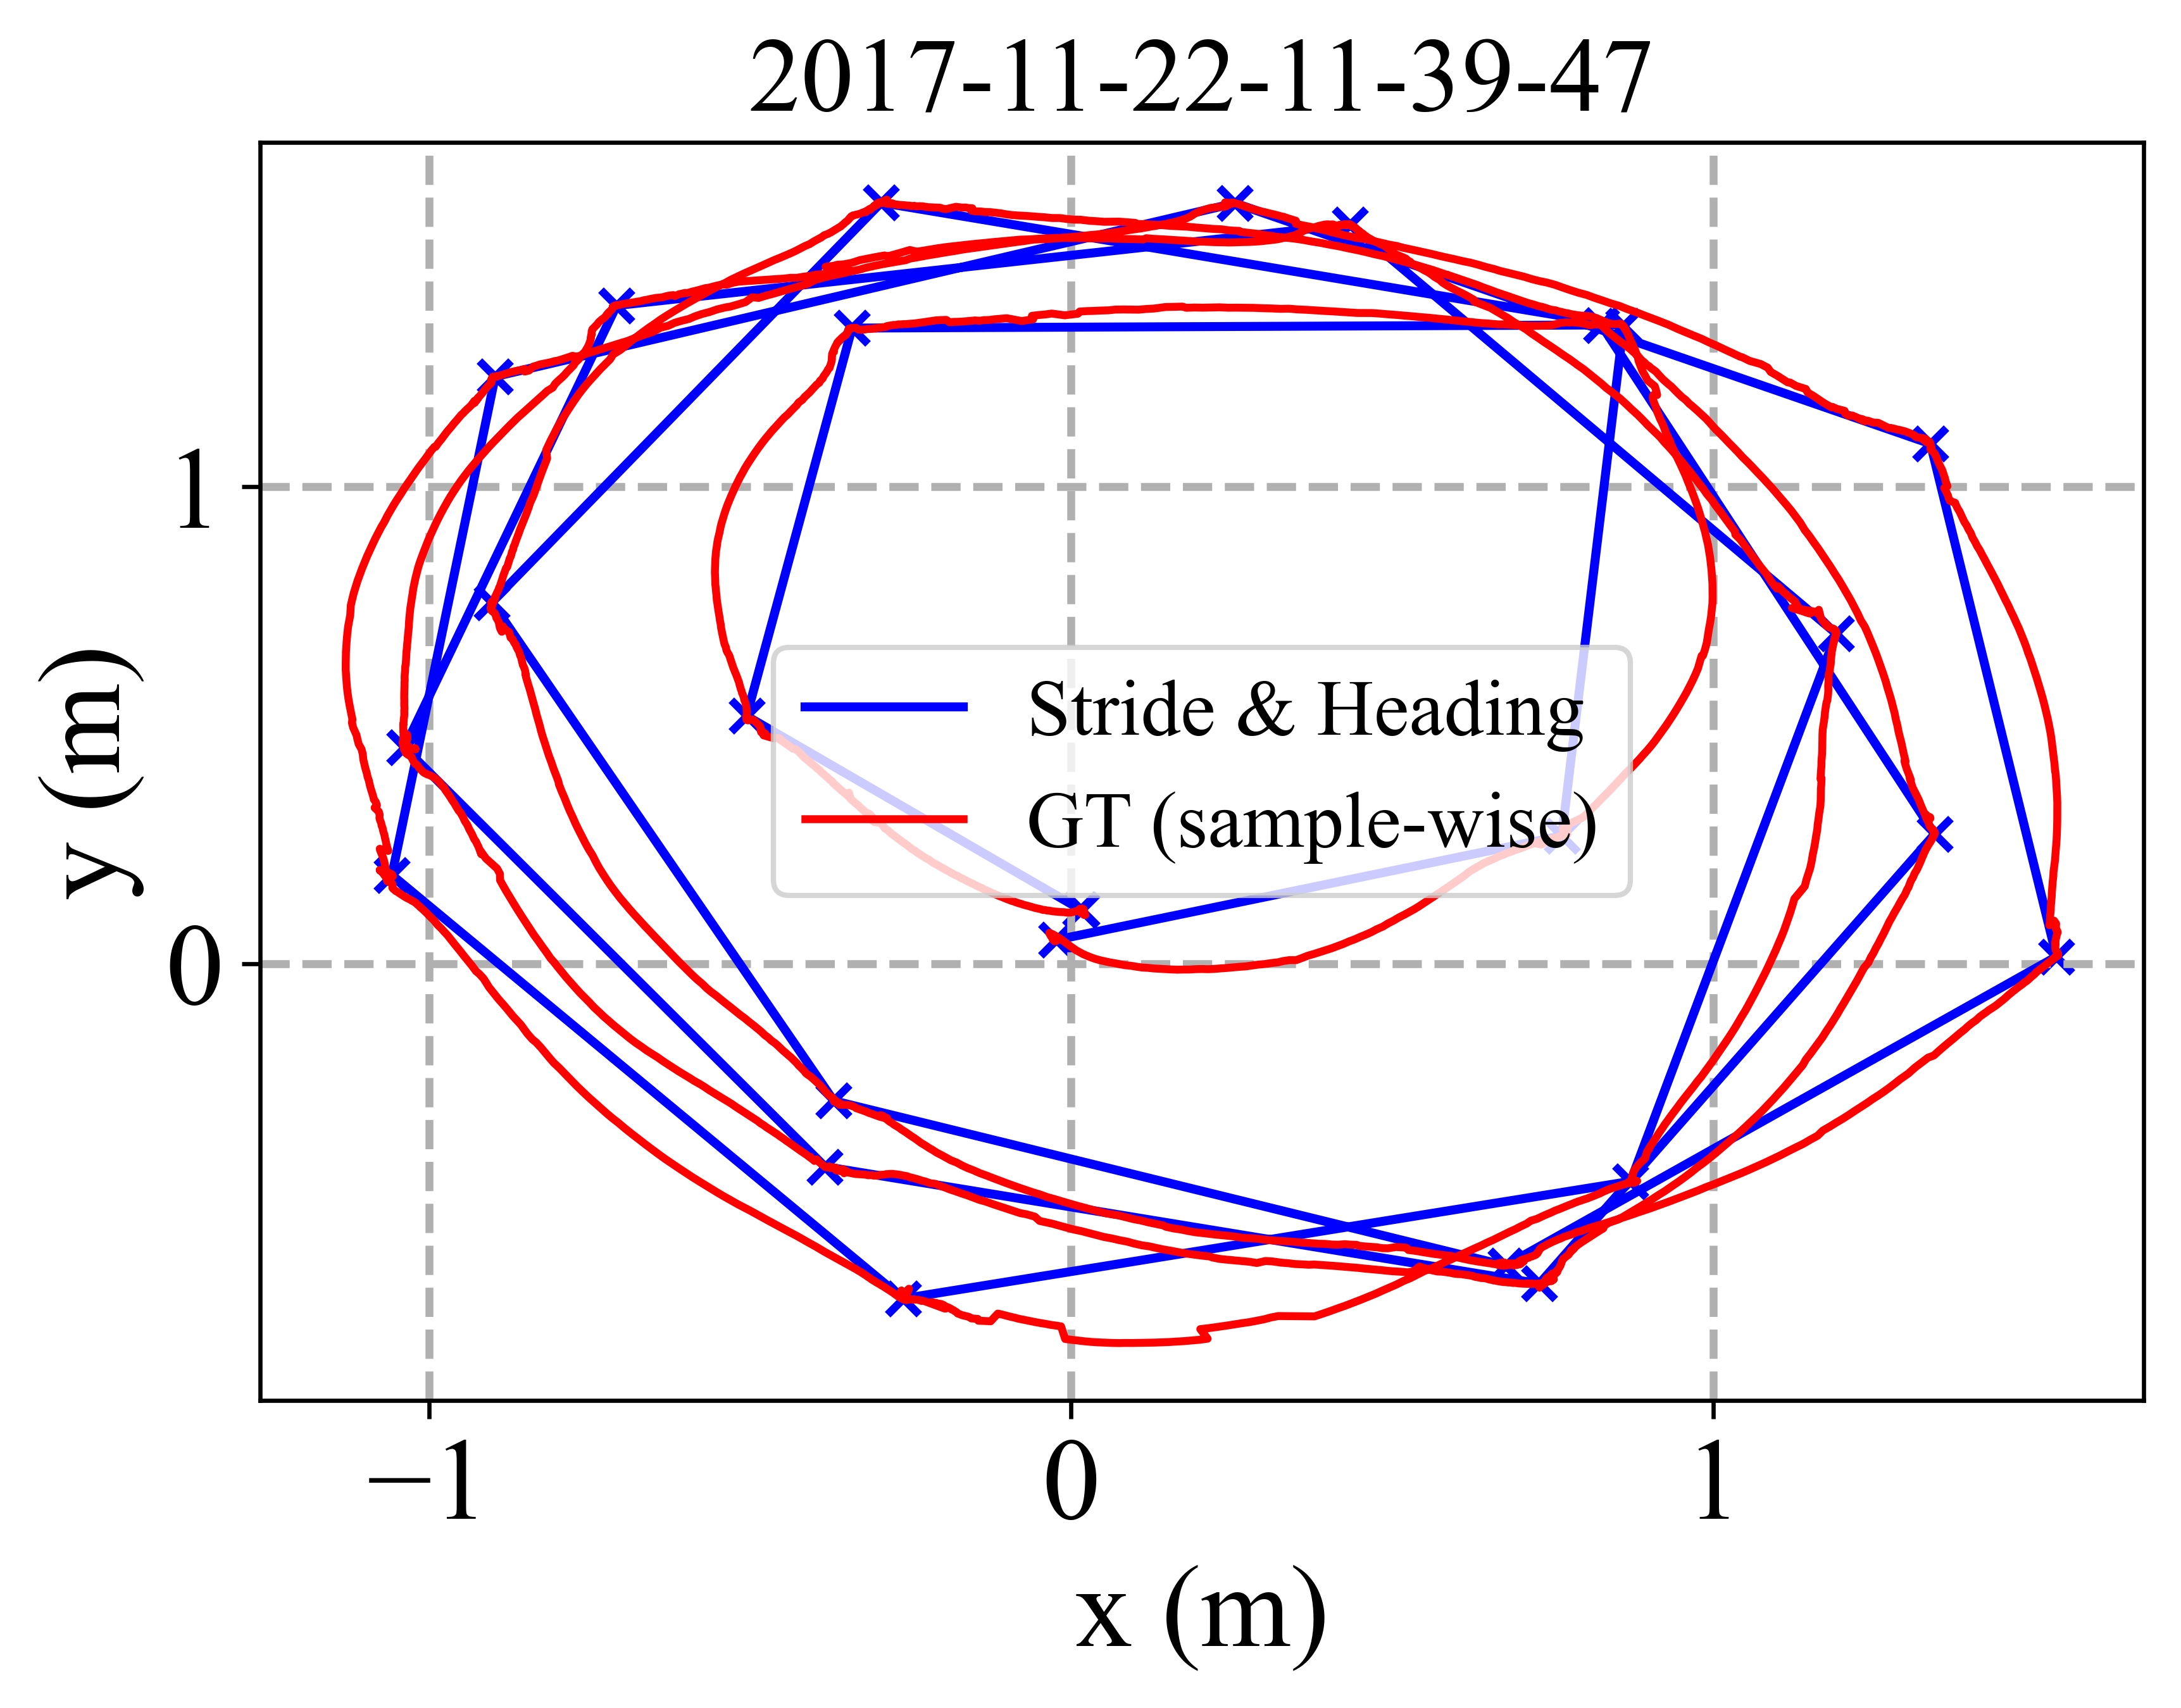 2017-11-22-11-39-47
y (m)
1
0
Stride & Heading
GT (sample-wise)
−1
0
1
x (m)